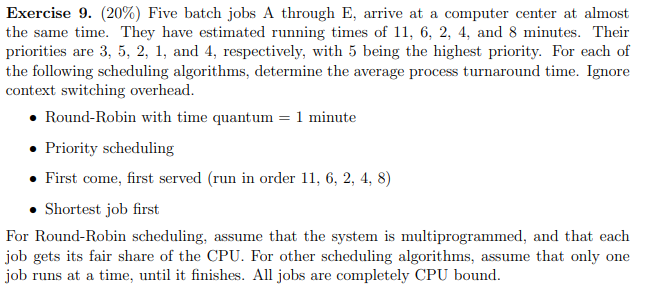 Exercise 9. (20%) Five batch jobs A through E, arrive at a computer center at almost
the same time. They have estimated running times of 11, 6, 2, 4, and 8 minutes. Their
priorities are 3, 5, 2, 1, and 4, respectively, with 5 being the highest priority. For each of
the following scheduling algorithms, determine the average process turnaround time. Ignore
context switching overhead.
• Round-Robin with time quantum = 1 minute
• Priority scheduling
• First come, first served (run in order 11, 6, 2, 4, 8)
• Shortest job first
For Round-Robin scheduling, assume that the system is multiprogrammed, and that each
job gets its fair share of the CPU. For other scheduling algorithms, assume that only one
job runs at a time, until it finishes. All jobs are completely CPU bound.